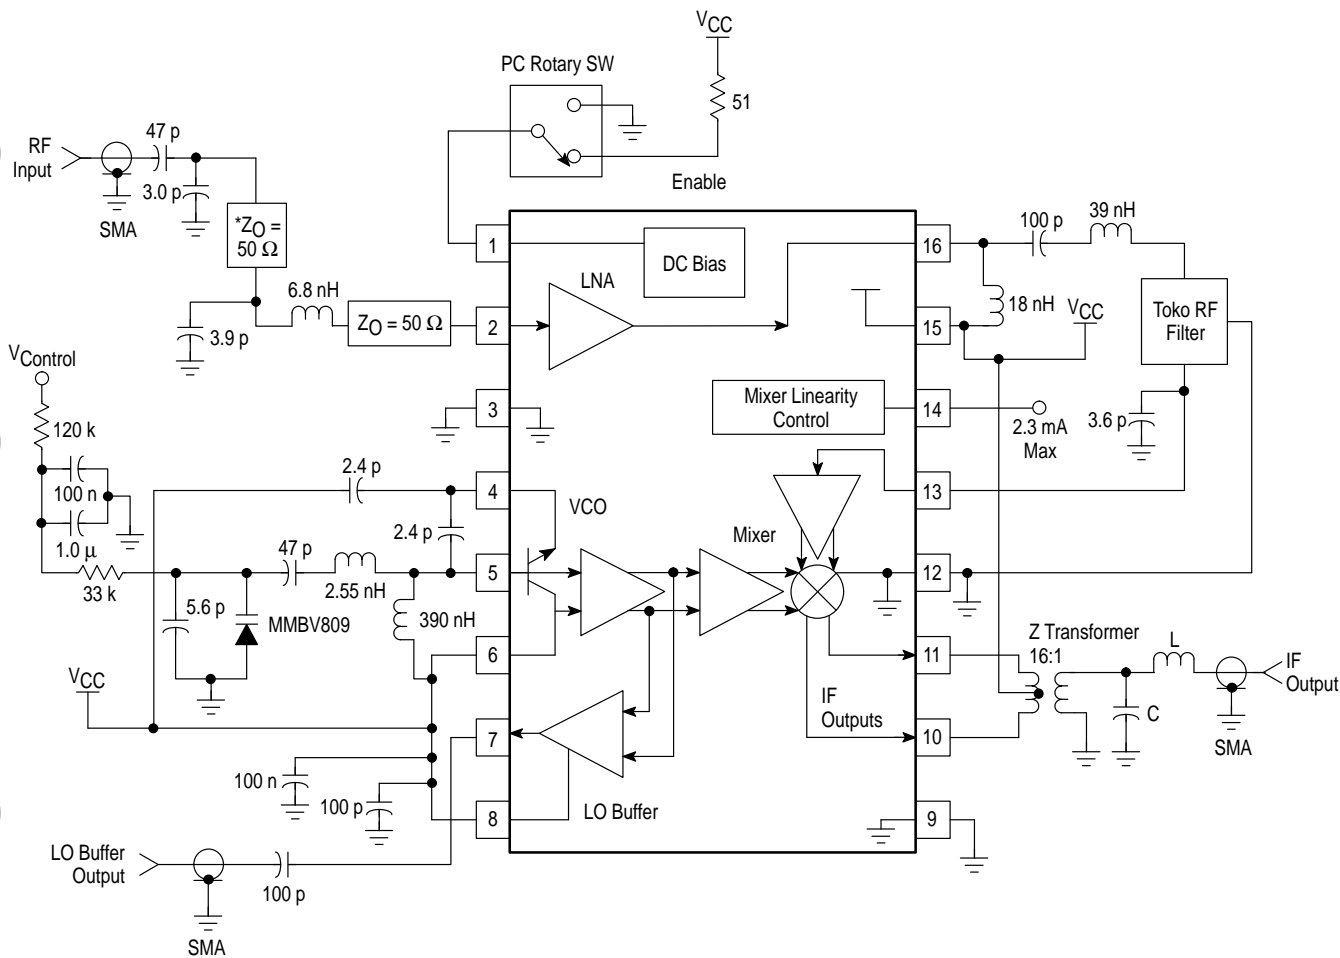 VCC
PC Rotary SW
51
Enable
RF
Input
47 p
3.0 p
SMA
*ZO =
50 Ω
6.8 nH
ZO = 50 Ω
3.9 p
VControl
120 k
100 n
1.0 µ
33 k
5.6 p
MMBV809
47 p
2.55 nH
390 nH
2.4 p
2.4 p
VCC
100 n
100 p
LO Buffer
Output
SMA
100 p
1
2
3
4
5
6
7
8
DC Bias
LNA
Mixer Linearity
Control
VCO
Mixer
IF
Outputs
LO Buffer
16
15
14
13
12
11
10
9
100 p
39 nH
18 nH
VCC
Toko RF
Filter
3.6 p
2.3 mA
Max
Z Transformer
16:1
L
C
IF
Output
SMA